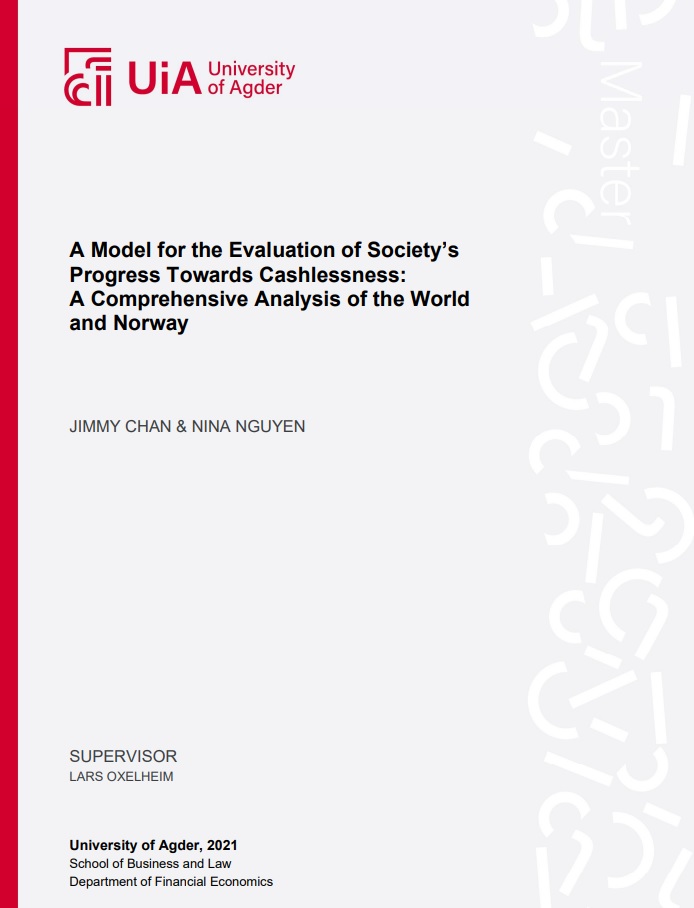 UiA University
of Agder
Master
A Model for the Evaluation of Society’s
Progress Towards Cashlessness:
A Comprehensive Analysis of the World
and Norway
JIMMY CHAN & NINA NGUYEN
SUPERVISOR
LARS OXELHEIM
University of Agder, 2021
School of Business and Law
Department of Financial Economics